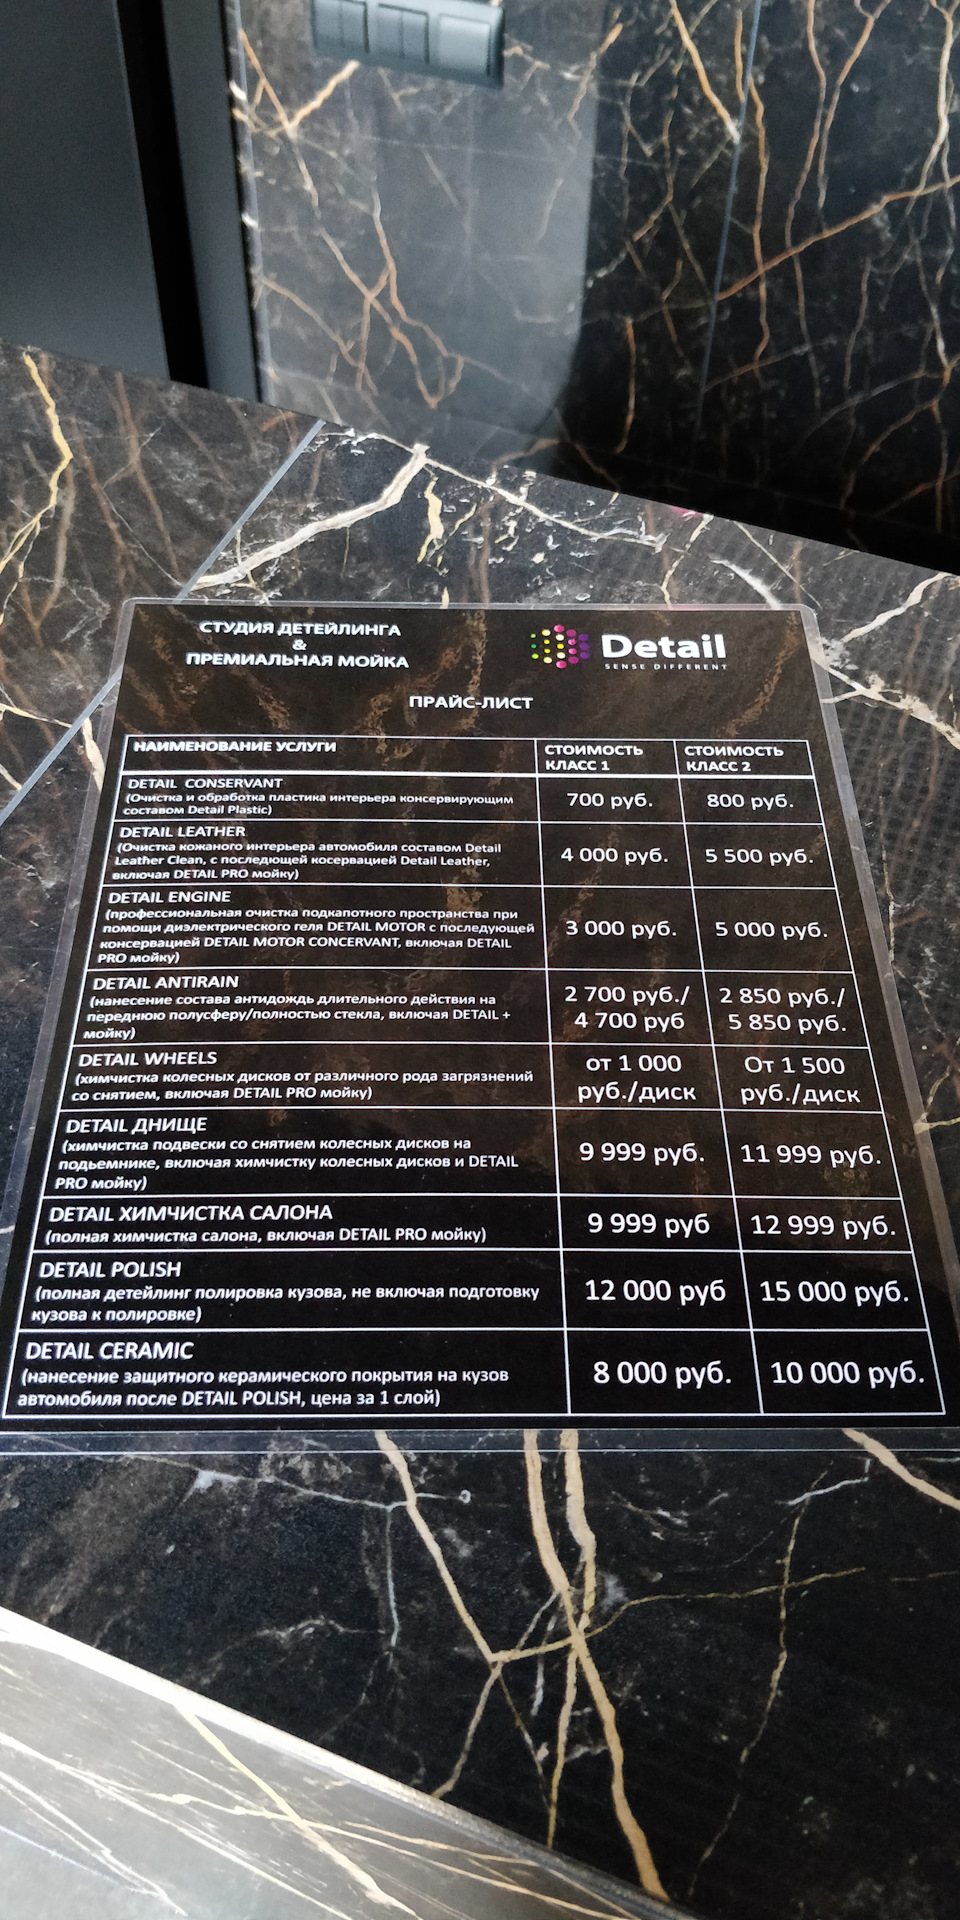 СТУДИЯ ДЕТЕЙЛИНГА
&
ПРЕМИАЛЬНАЯ МОЙКА
Detail
SENSE DIFFERENT
ПРАЙС-ЛИСТ
НАИМЕНОВАНИЕ УСЛУГИ
СТОИМОСТЬ
КЛАСС 1
СТОИМОСТЬ
КЛАСС 2
DETAIL CONSERVANT
(Очистка и обработка пластика интерьера консервирующим
составом Detail Plastic)
700 руб.
800 руб.
DETAIL LEATHER
(Очистка кожаного интерьера автомобиля составом Detail
Leather Clean, с последющей косервацией Detail Leather,
включая DETAIL PRO мойку)
4 000 руб.
5 500 руб.
DETAIL ENGINE
(профессиональная очистка подкапотного пространства при
помощи диэлектрического геля DETAIL MOTOR с последующей
консервацией DETAIL MOTOR CONCERVANT, включая DETAIL
PRO мойку)
3 000 руб.
5 000 руб.
DETAIL ANTIRAIN
(нанесение состава антидождь длительного действия на
переднюю полусферу/полностью стекла, включая DETAIL +
мойку)
2 700 руб./
4 700 руб
2 850 руб./
5 850 руб.
DETAIL WHEELS
(химчистка колесных дисков от различного рода загрязнений
со снятием, включая DETAIL PRO мойку)
от 1 000
руб./диск
От 1 500
руб./диск
DETAIL ДНИЩЕ
(химчистка подвески со снятием колесных дисков на
подьемнике, включая химчистку колесных дисков и DETAIL
PRO мойку)
9 999 руб.
11 999 руб.
DETAIL ХИМЧИСТКА САЛОНА
(полная химчистка салона, включая DETAIL PRO мойку)
9 999 руб
12 999 руб.
DETAIL POLISH
(полная детейлинг полировка кузова, не включая подготовку
кузова к полировке)
12 000 руб
15 000 руб.
DETAIL CERAMIC
(нанесение защитного керамического покрытия на кузов
автомобиля после DETAIL POLISH, цена за 1 слой)
8 000 руб.
10 000 руб.